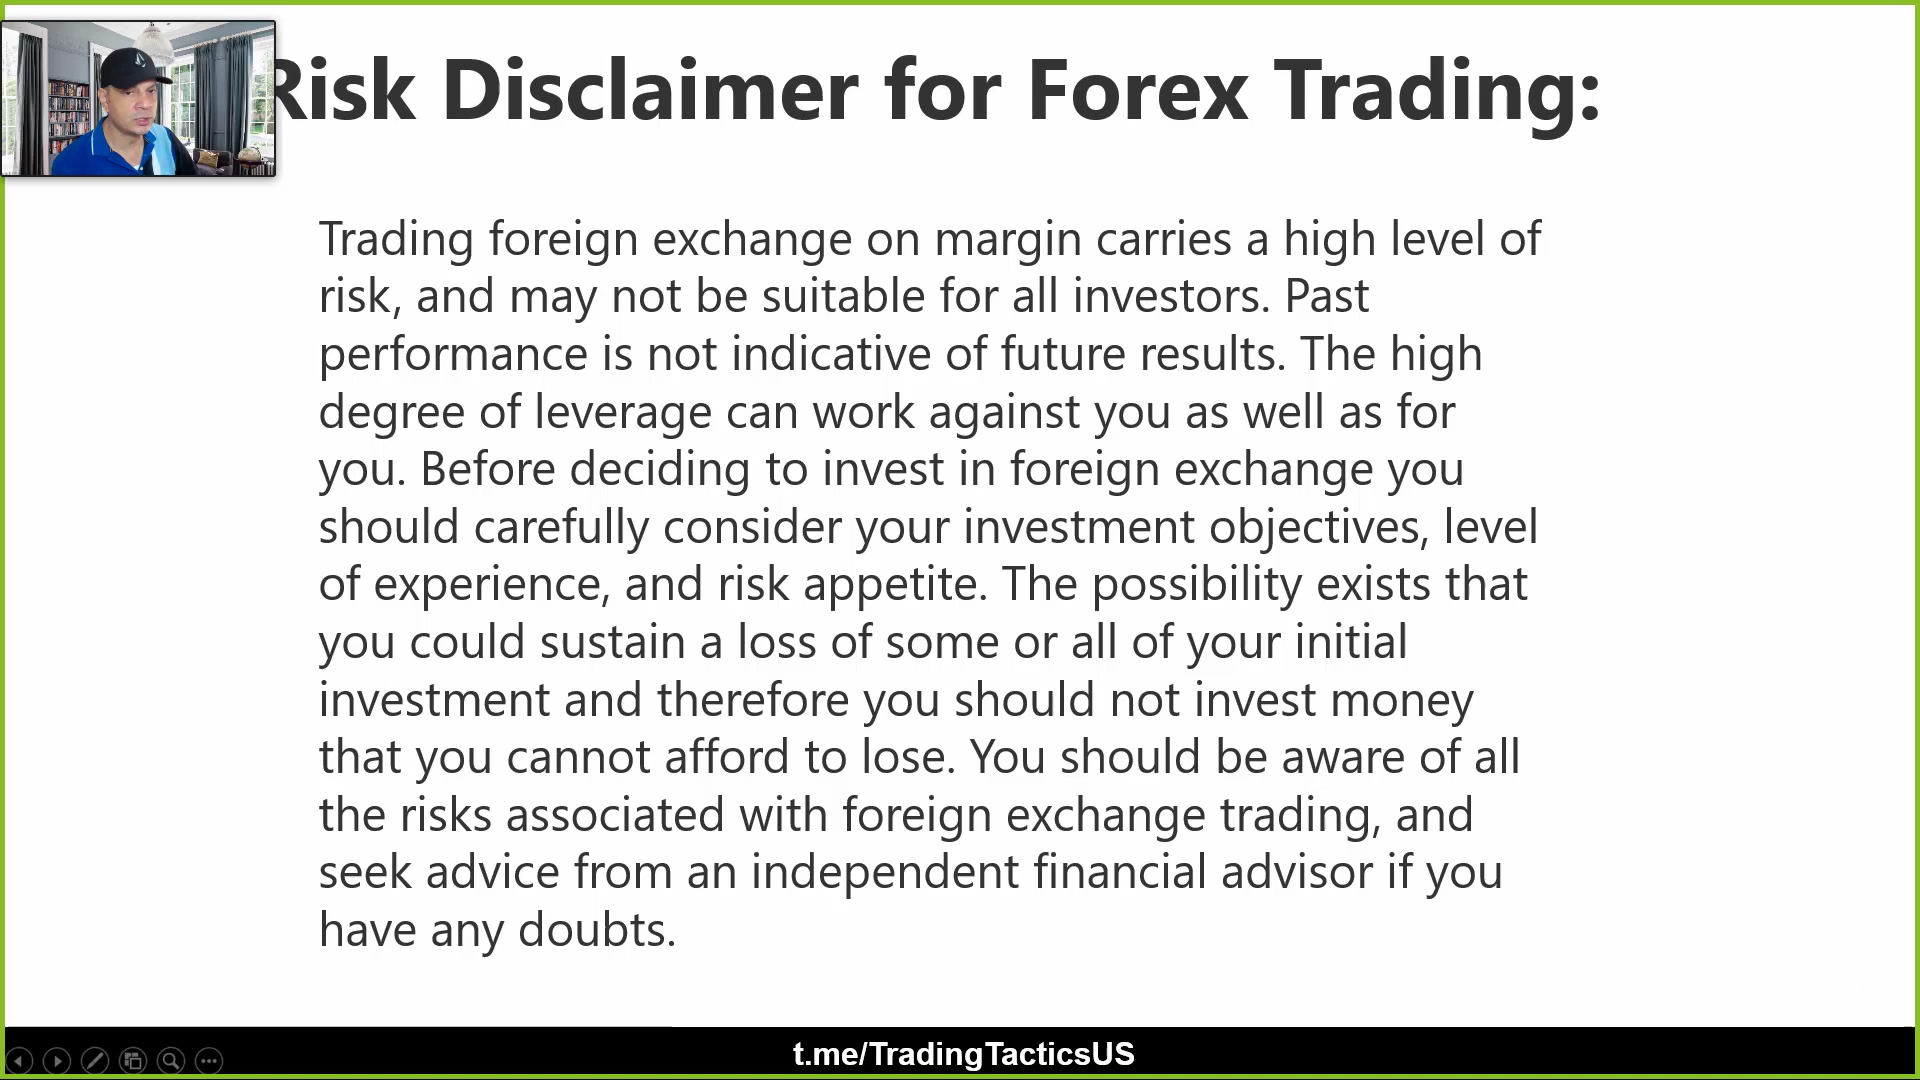 Risk Disclaimer for Forex Trading:
Trading foreign exchange on margin carries a high level of
risk, and may not be suitable for all investors. Past
performance is not indicative of future results. The high
degree of leverage can work against you as well as for
you. Before deciding to invest in foreign exchange you
should carefully consider your investment objectives, level
of experience, and risk appetite. The possibility exists that
you could sustain a loss of some or all of your initial
investment and therefore you should not invest money
that you cannot afford to lose. You should be aware of all
the risks associated with foreign exchange trading, and
seek advice from an independent financial advisor if you
have any doubts.
t.me/TradingTacticsUS